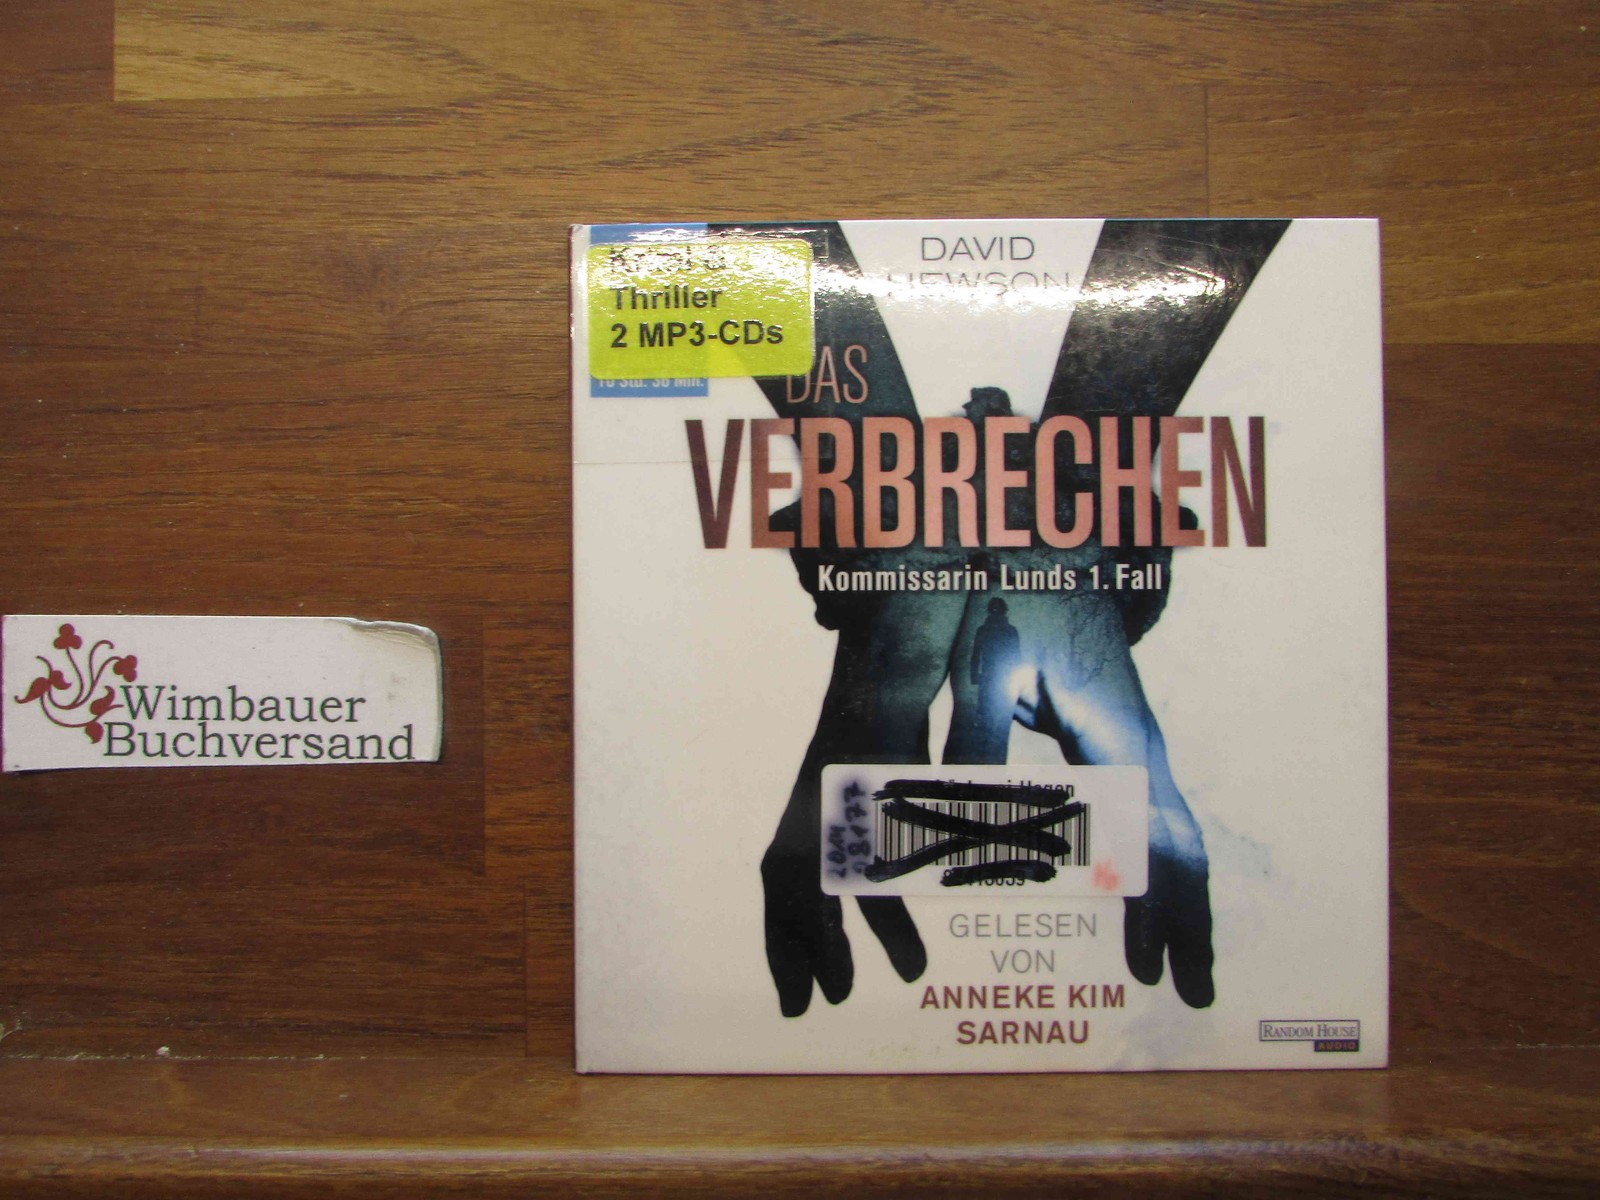 Thriller
2 MP3-CDs
DAVID
HEWSON
DAS
VERBRECHEN
Kommissarin Lunds 1. Fall
Wimbauer
Buchversand
Hagen
GELESEN
VON
ANNEKE KIM
SARNAU
RANDOM HOUSE
AUDIO